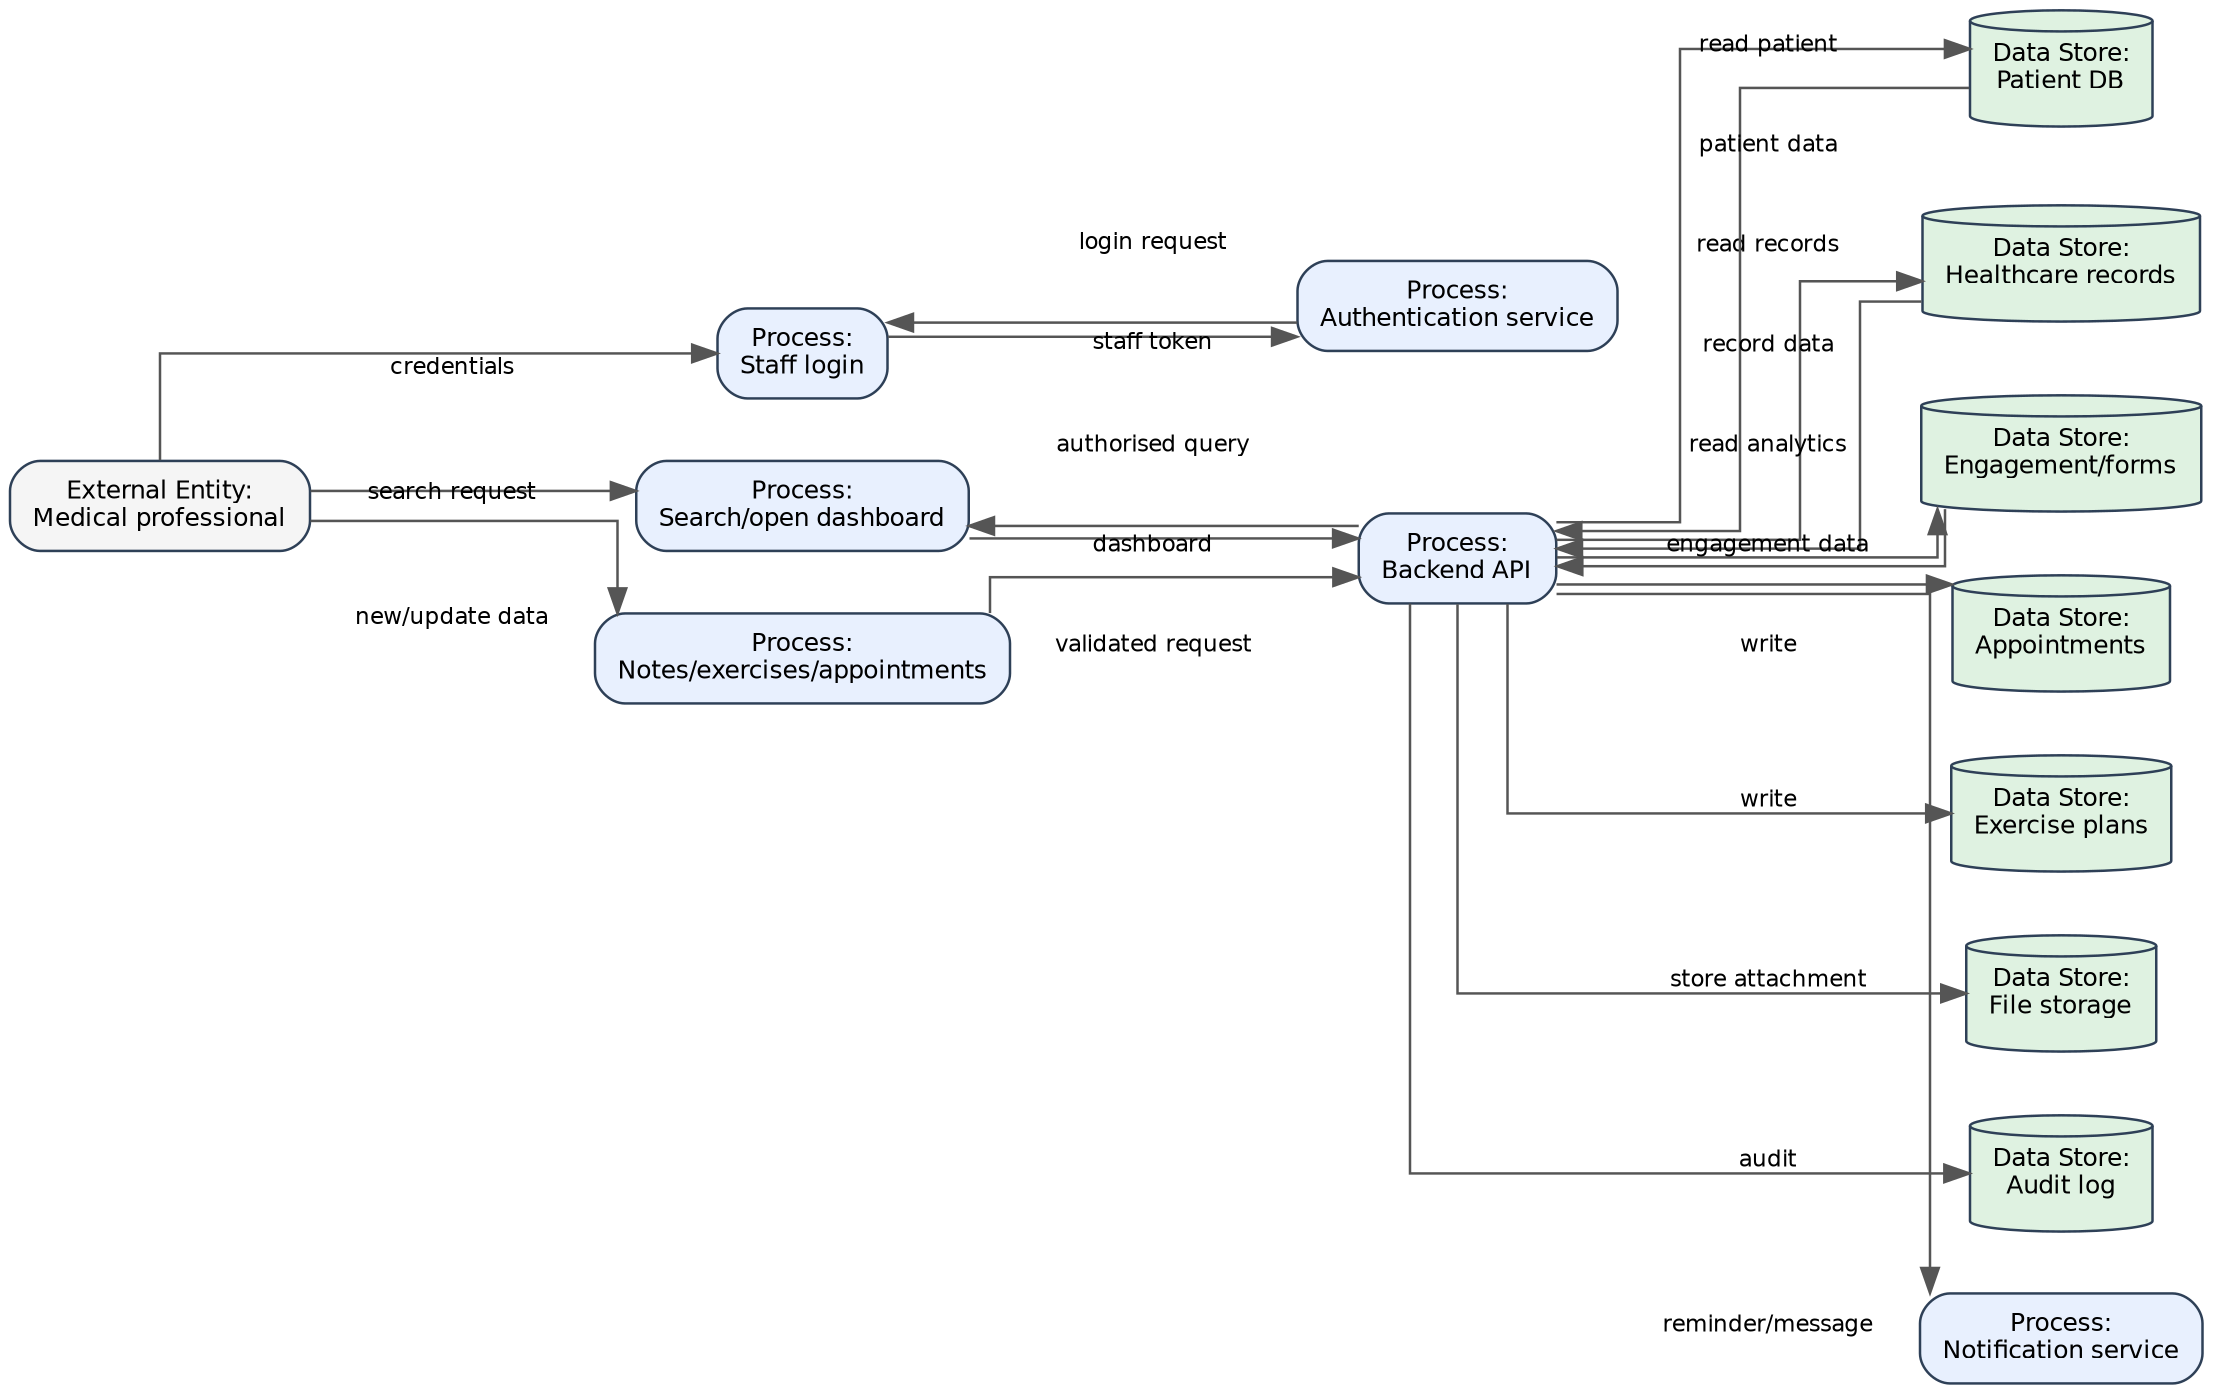 read patient
Data Store:
Patient DB
patient data
login request
read records
Data Store:
Healthcare records
Process:
Authentication service
Process:
Staff login
staff token
record data
credentials
authorised query
read analytics
Data Store:
Engagement/forms
External Entity:
Medical professional
search request
Process:
Search/open dashboard
dashboard
Process:
Backend API
engagement data
new/update data
Process:
Notes/exercises/appointments
validated request
write
Data Store:
Appointments
write
Data Store:
Exercise plans
store attachment
Data Store:
File storage
audit
Data Store:
Audit log
reminder/message
Process:
Notification service